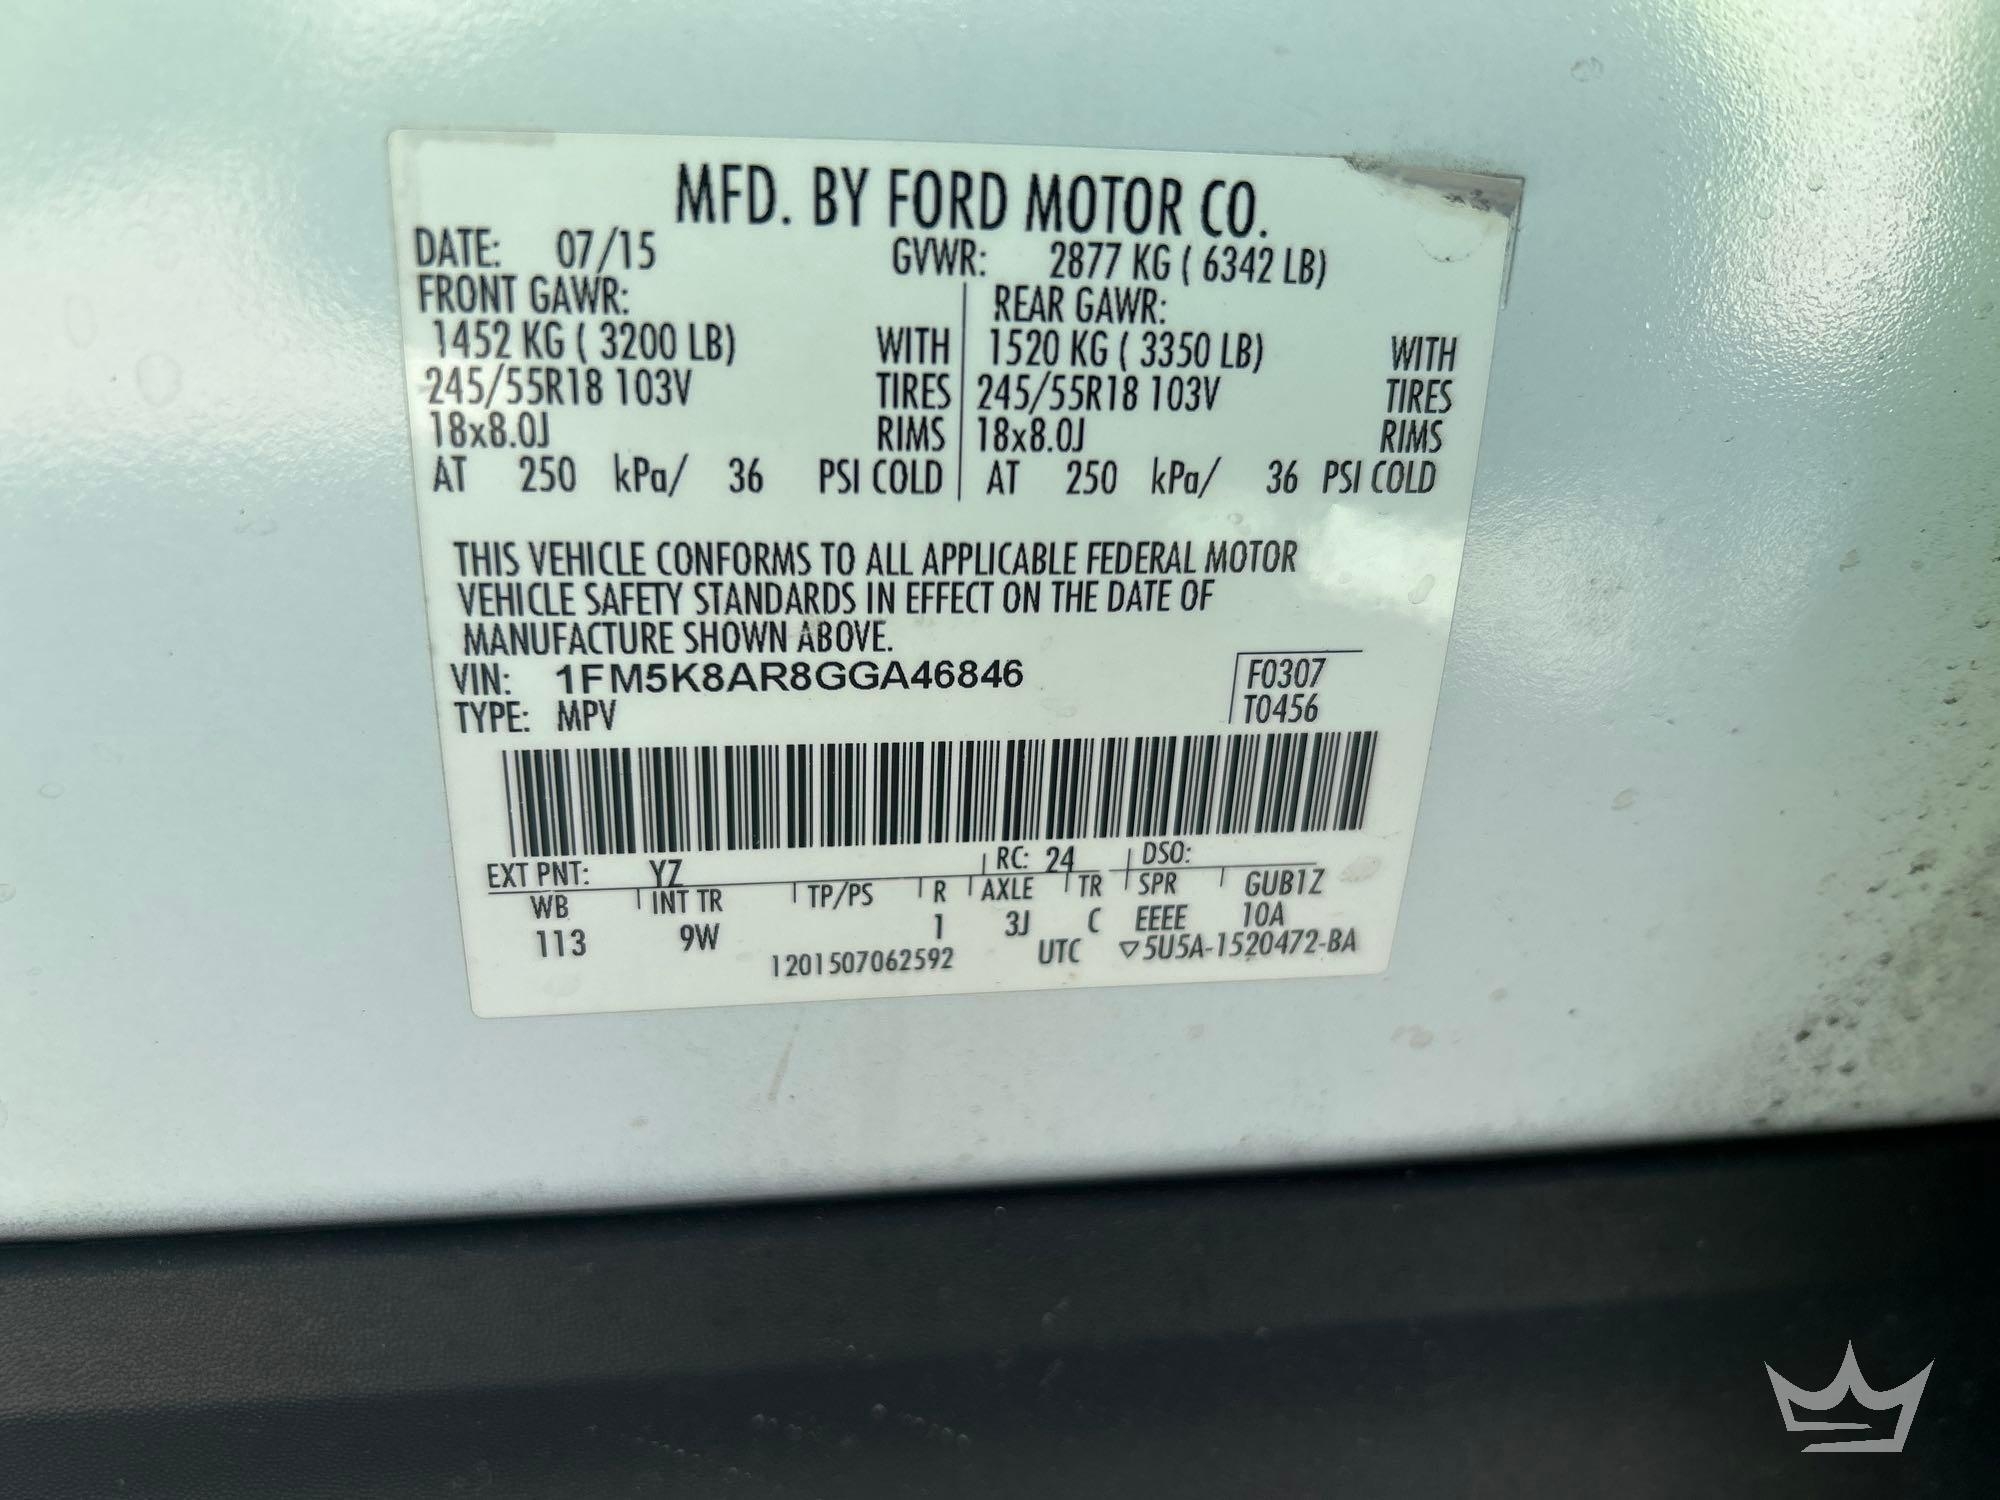 MFD. BY FORD MOTOR CO.
DATE: 07/15 GVWR: 2877 KG ( 6342 LB)
FRONT GAWR: REAR GAWR:
1452 KG ( 3200 LB) WITH 1520 KG ( 3350 LB) WITH
245/55R18 103V TIRES 245/55R18 103V TIRES
18x8.0J RIMS 18x8.0J RIMS
AT 250 kPa/ 36 PSI COLD AT 250 kPa/ 36 PSI COLD
THIS VEHICLE CONFORMS TO ALL APPLICABLE FEDERAL MOTOR
VEHICLE SAFETY STANDARDS IN EFFECT ON THE DATE OF
MANUFACTURE SHOWN ABOVE.
VIN: 1FM5K8AR8GGA46846 F0307
TYPE: MPV T0456
EXT PNT: YZ RC: 24 DSO:
WB INT TR TP/PS R AXLE TR SPR GUB1Z
113 9W 1 3J C EEEE 10A
1201507062592 UTC ▽5U5A-1520472-BA